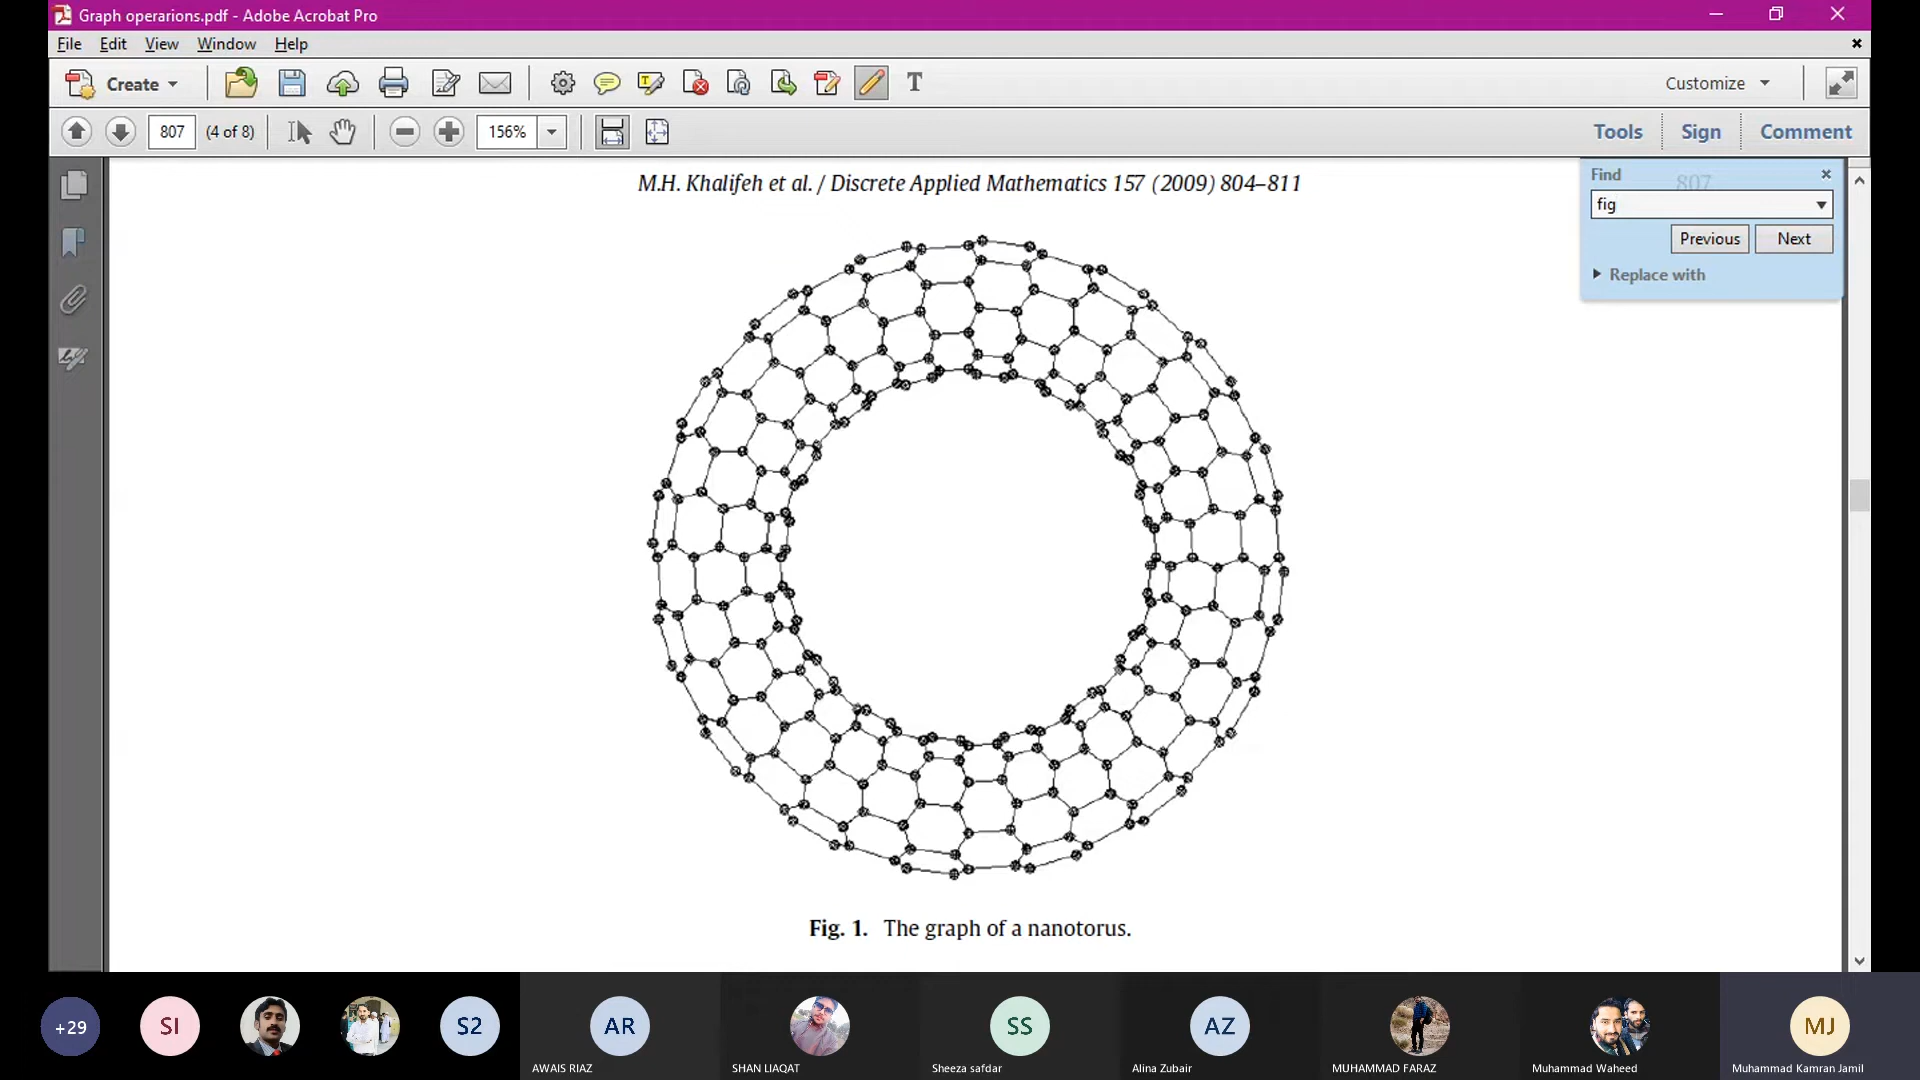 Graph operarions.pdf - Adobe Acrobat Pro
File Edit View Window Help
Create
Customize
807 (4 of 8) 156%
Tools Sign Comment
M.H. Khalifeh et al. / Discrete Applied Mathematics 157 (2009) 804–811
807
Find
fig
Previous Next
Replace with
Fig. 1. The graph of a nanotorus.
+29 SI S2 AR SS AZ MJ
AWAIS RIAZ SHAN LIAQAT Sheeza safdar Alina Zubair MUHAMMAD FARAZ Muhammad Waheed Muhammad Kamran Jamil